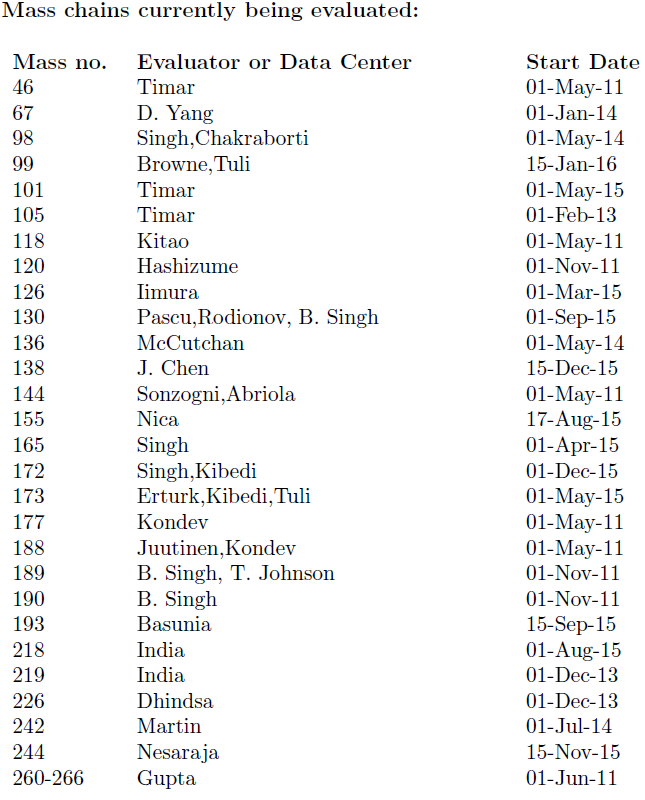 Mass chains currently being evaluated:
Mass no. Evaluator or Data Center Start Date
46 Timar 01-May-11
67 D. Yang 01-Jan-14
98 Singh,Chakraborti 01-May-14
99 Browne,Tuli 15-Jan-16
101 Timar 01-May-15
105 Timar 01-Feb-13
118 Kitao 01-May-11
120 Hashizume 01-Nov-11
126 Iimura 01-Mar-15
130 Pascu,Rodionov, B. Singh 01-Sep-15
136 McCutchan 01-May-14
138 J. Chen 15-Dec-15
144 Sonzogni,Abriola 01-May-11
155 Nica 17-Aug-15
165 Singh 01-Apr-15
172 Singh,Kibedi 01-Dec-15
173 Erturk,Kibedi,Tuli 01-May-15
177 Kondev 01-May-11
188 Juutinen,Kondev 01-May-11
189 B. Singh, T. Johnson 01-Nov-11
190 B. Singh 01-Nov-11
193 Basunia 15-Sep-15
218 India 01-Aug-15
219 India 01-Dec-13
226 Dhindsa 01-Dec-13
242 Martin 01-Jul-14
244 Nesaraja 15-Nov-15
260-266 Gupta 01-Jun-11